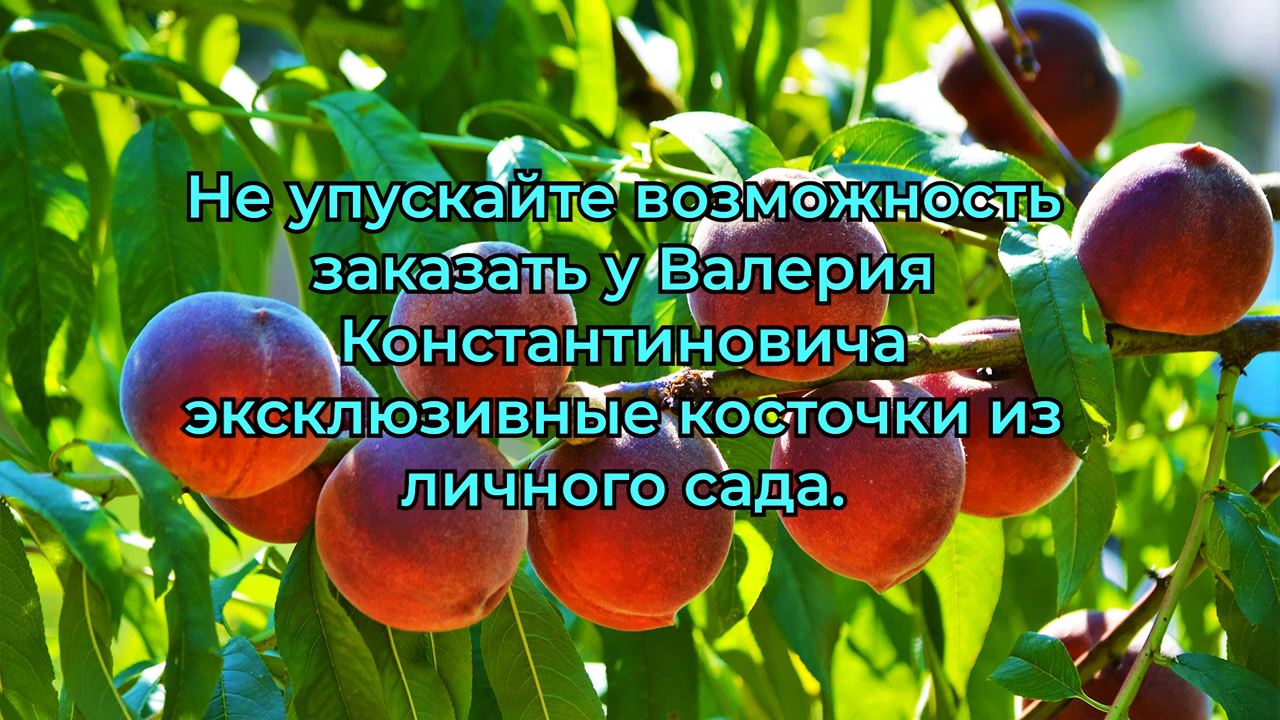 Не упускайте возможность
заказать у Валерия
Константиновича
эксклюзивные косточки из
личного сада.